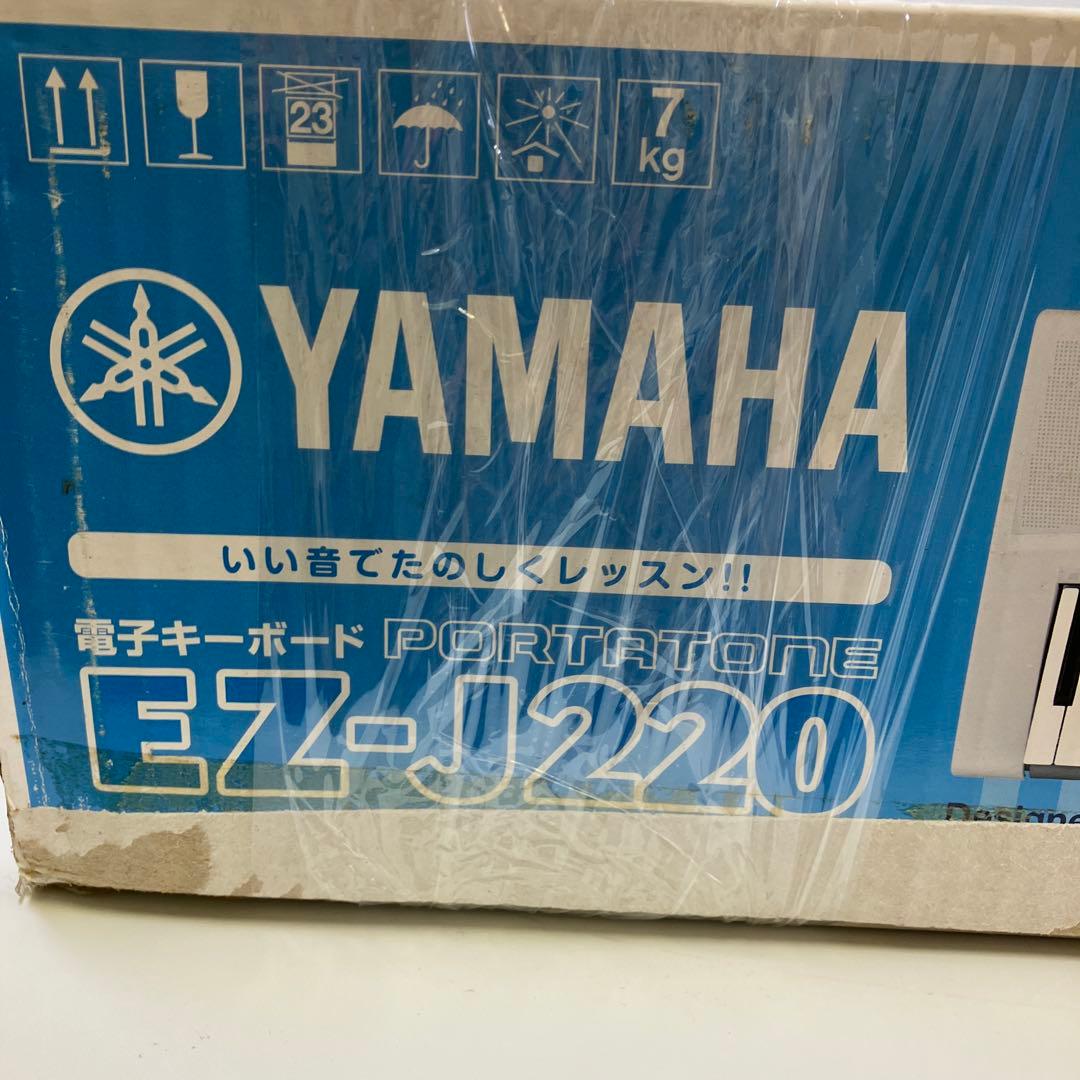 23
7
kg
YAMAHA
いい音でたのしくレッスン!!
電子キーボード PORTATONE
EZ-J220
Designe